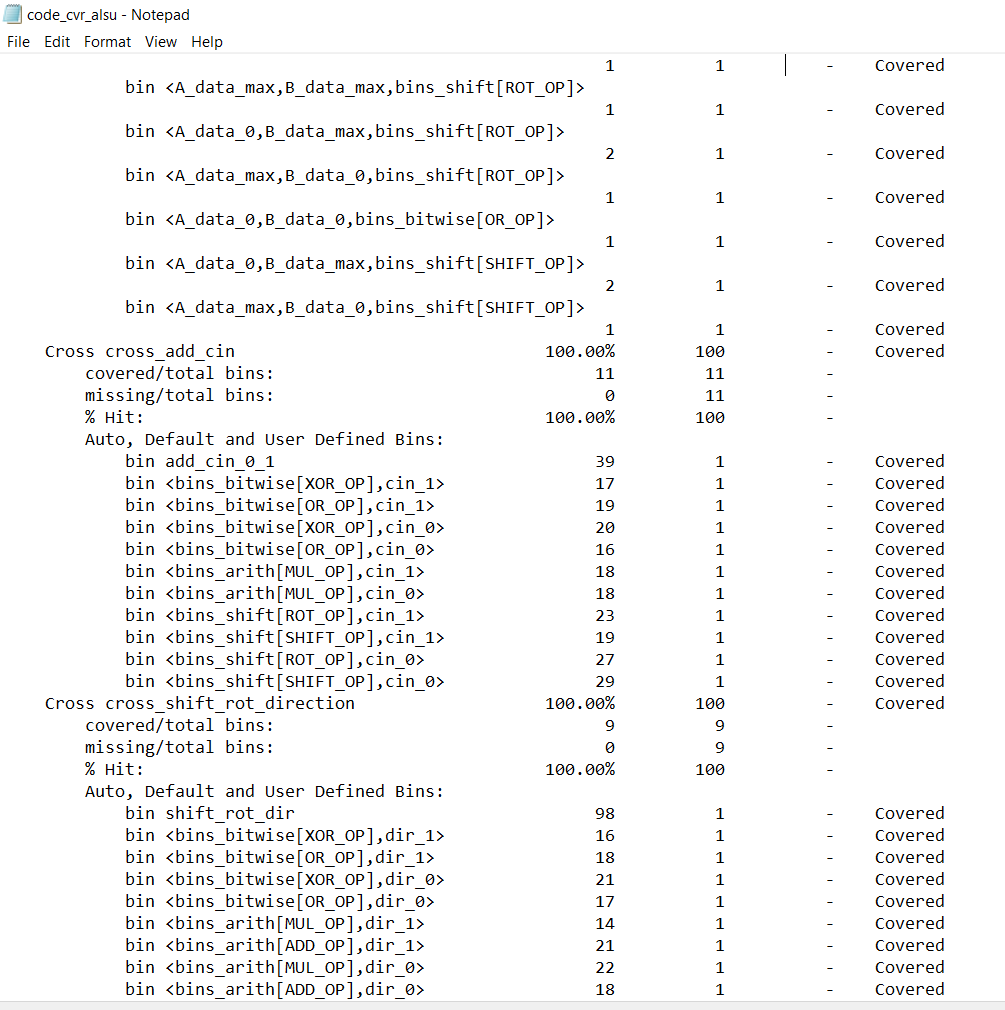 code_cvr_alsu - Notepad
File Edit Format View Help
1 1 - Covered
bin <A_data_max,B_data_max,bins_shift[ROT_OP]>
1 1 - Covered
bin <A_data_0,B_data_max,bins_shift[ROT_OP]>
2 1 - Covered
bin <A_data_max,B_data_0,bins_shift[ROT_OP]>
1 1 - Covered
bin <A_data_0,B_data_0,bins_bitwise[OR_OP]>
1 1 - Covered
bin <A_data_0,B_data_max,bins_shift[SHIFT_OP]>
2 1 - Covered
bin <A_data_max,B_data_0,bins_shift[SHIFT_OP]>
1 1 - Covered
Cross cross_add_cin 100.00% 100 - Covered
covered/total bins: 11 11 -
missing/total bins: 0 11 -
% Hit: 100.00% 100 -
Auto, Default and User Defined Bins:
bin add_cin_0_1 39 1 - Covered
bin <bins_bitwise[XOR_OP],cin_1> 17 1 - Covered
bin <bins_bitwise[OR_OP],cin_1> 19 1 - Covered
bin <bins_bitwise[XOR_OP],cin_0> 20 1 - Covered
bin <bins_bitwise[OR_OP],cin_0> 16 1 - Covered
bin <bins_arith[MUL_OP],cin_1> 18 1 - Covered
bin <bins_arith[MUL_OP],cin_0> 18 1 - Covered
bin <bins_shift[ROT_OP],cin_1> 23 1 - Covered
bin <bins_shift[SHIFT_OP],cin_1> 19 1 - Covered
bin <bins_shift[ROT_OP],cin_0> 27 1 - Covered
bin <bins_shift[SHIFT_OP],cin_0> 29 1 - Covered
Cross cross_shift_rot_direction 100.00% 100 - Covered
covered/total bins: 9 9 -
missing/total bins: 0 9 -
% Hit: 100.00% 100 -
Auto, Default and User Defined Bins:
bin shift_rot_dir 98 1 - Covered
bin <bins_bitwise[XOR_OP],dir_1> 16 1 - Covered
bin <bins_bitwise[OR_OP],dir_1> 18 1 - Covered
bin <bins_bitwise[XOR_OP],dir_0> 21 1 - Covered
bin <bins_bitwise[OR_OP],dir_0> 17 1 - Covered
bin <bins_arith[MUL_OP],dir_1> 14 1 - Covered
bin <bins_arith[ADD_OP],dir_1> 21 1 - Covered
bin <bins_arith[MUL_OP],dir_0> 22 1 - Covered
bin <bins_arith[ADD_OP],dir_0> 18 1 - Covered